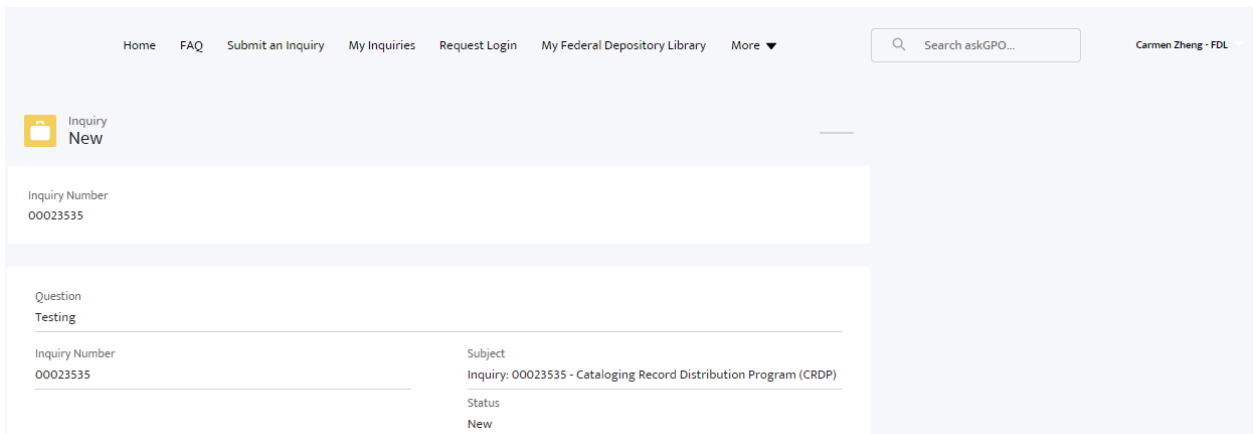 Home FAQ Submit an Inquiry My Inquiries Request Login My Federal Depository Library More Search askGPO... Carmen Zheng - FDL
Inquiry
New
Inquiry Number
00023535
Question
Testing
Inquiry Number Subject
00023535 Inquiry: 00023535 - Cataloging Record Distribution Program (CRDP)
Status
New